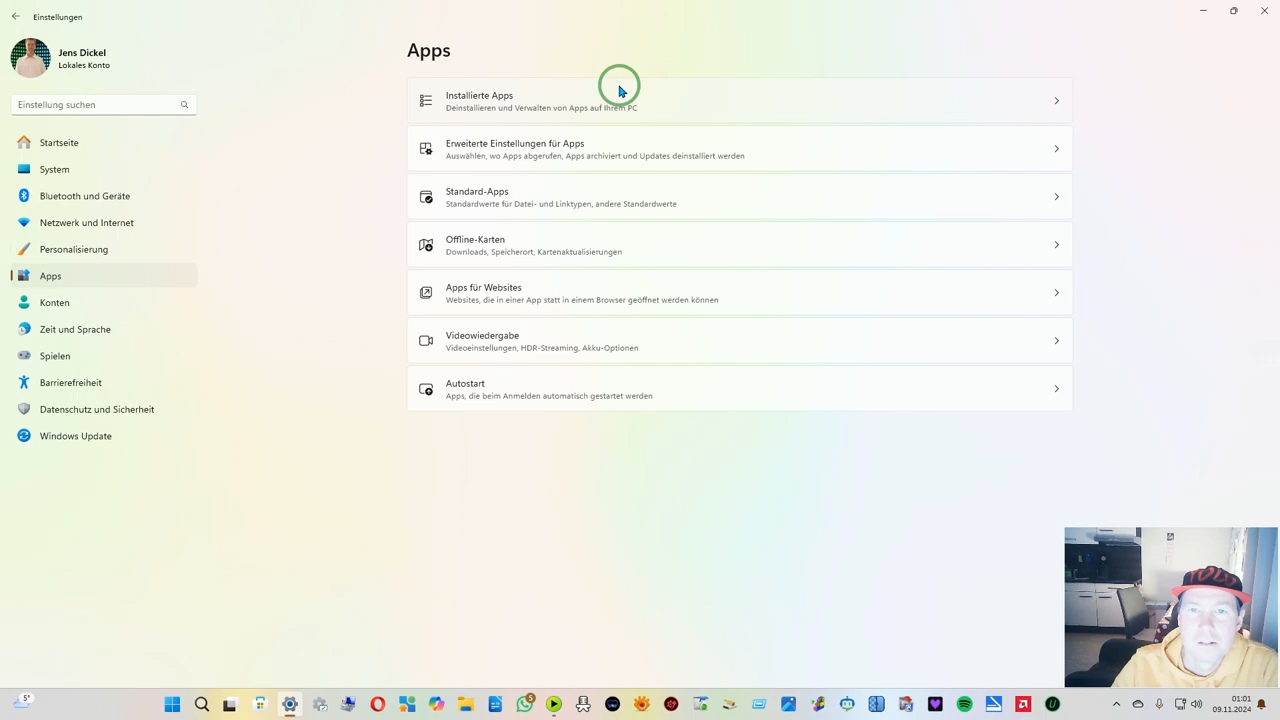 Einstellungen
Jens Dickel
Lokales Konto
Einstellung suchen
Startseite
System
Bluetooth und Geräte
Netzwerk und Internet
Personalisierung
Apps
Konten
Zeit und Sprache
Spielen
Barrierefreiheit
Datenschutz und Sicherheit
Windows Update
Apps
Installierte Apps
Deinstallieren und Verwalten von Apps auf Ihrem PC
Erweiterte Einstellungen für Apps
Auswählen, wo Apps abgerufen, Apps archiviert und Updates deinstalliert werden
Standard-Apps
Standardwerte für Datei- und Linktypen, andere Standardwerte
Offline-Karten
Downloads, Speicherort, Kartenaktualisierungen
Apps für Websites
Websites, die in einer App statt in einem Browser geöffnet werden können
Videowiedergabe
Videoeinstellungen, HDR-Streaming, Akku-Optionen
Autostart
Apps, die beim Anmelden automatisch gestartet werden
5°
5
01:01
09.11.2024